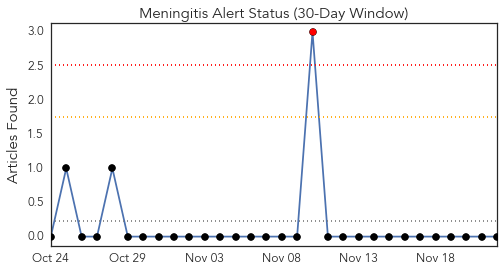 Meningitis Alert Status (30-Day Window)
Articles Found
3.0
2.5
2.0
1.5
1.0
0.5
0.0
Oct 24 Oct 29 Nov 03 Nov 08 Nov 13 Nov 18